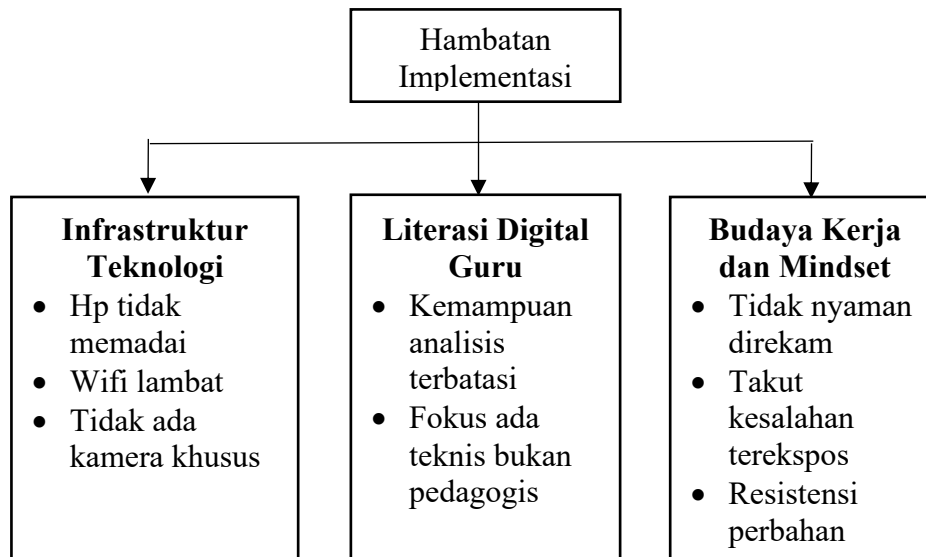 Hambatan
Implementasi
Infrastruktur
Teknologi
• Hp tidak
memadai
• Wifi lambat
• Tidak ada
kamera khusus
Literasi Digital
Guru
• Kemampuan
analisis
terbatasi
• Fokus ada
teknis bukan
pedagogis
Budaya Kerja
dan Mindset
• Tidak nyaman
direkam
• Takut
kesalahan
terekspos
• Resistensi
perbahan